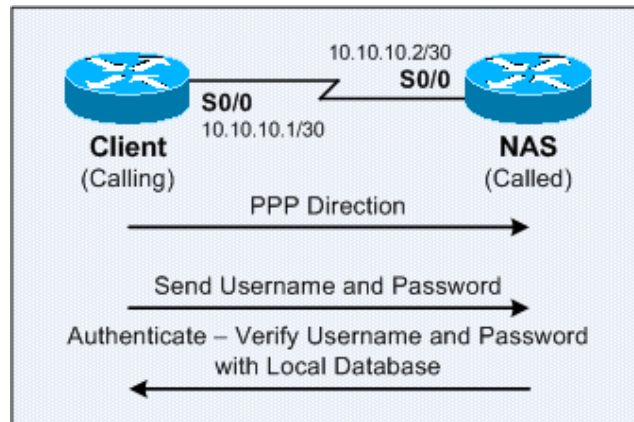 10.10.10.2/30
S0/0
S0/0
10.10.10.1/30
Client
(Calling)
NAS
(Called)
PPP Direction
Send Username and Password
Authenticate – Verify Username and Password
with Local Database